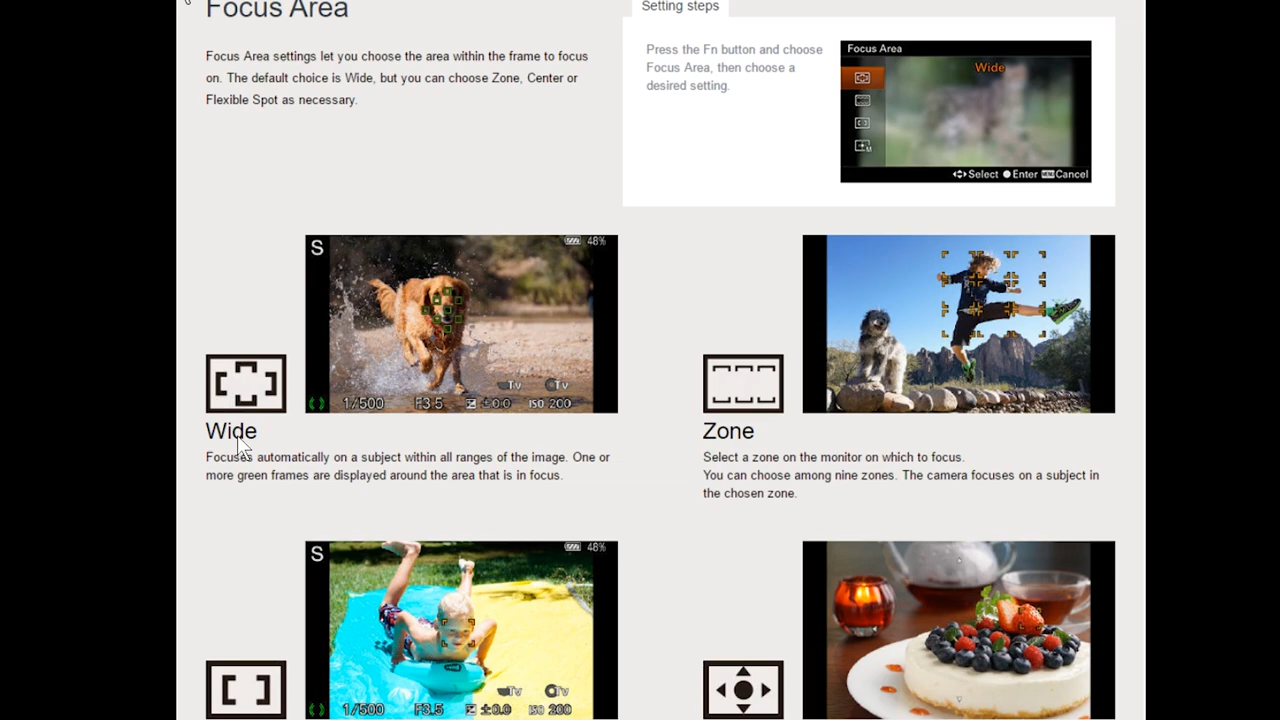 Focus Area
Setting steps
Focus Area settings let you choose the area within the frame to focus
on. The default choice is Wide, but you can choose Zone, Center or
Flexible Spot as necessary.
Press the Fn button and choose
Focus Area, then choose a
desired setting.
Focus Area
Wide
M
Select Enter MENU Cancel
S
48%
Tv Tv
1/500 F3.5 ±0.0 ISO 200
Wide
Focuses automatically on a subject within all ranges of the image. One or
more green frames are displayed around the area that is in focus.
Zone
Select a zone on the monitor on which to focus.
You can choose among nine zones. The camera focuses on a subject in
the chosen zone.
S
48%
Tv Tv
1/500 F3.5 ±0.0 ISO 200